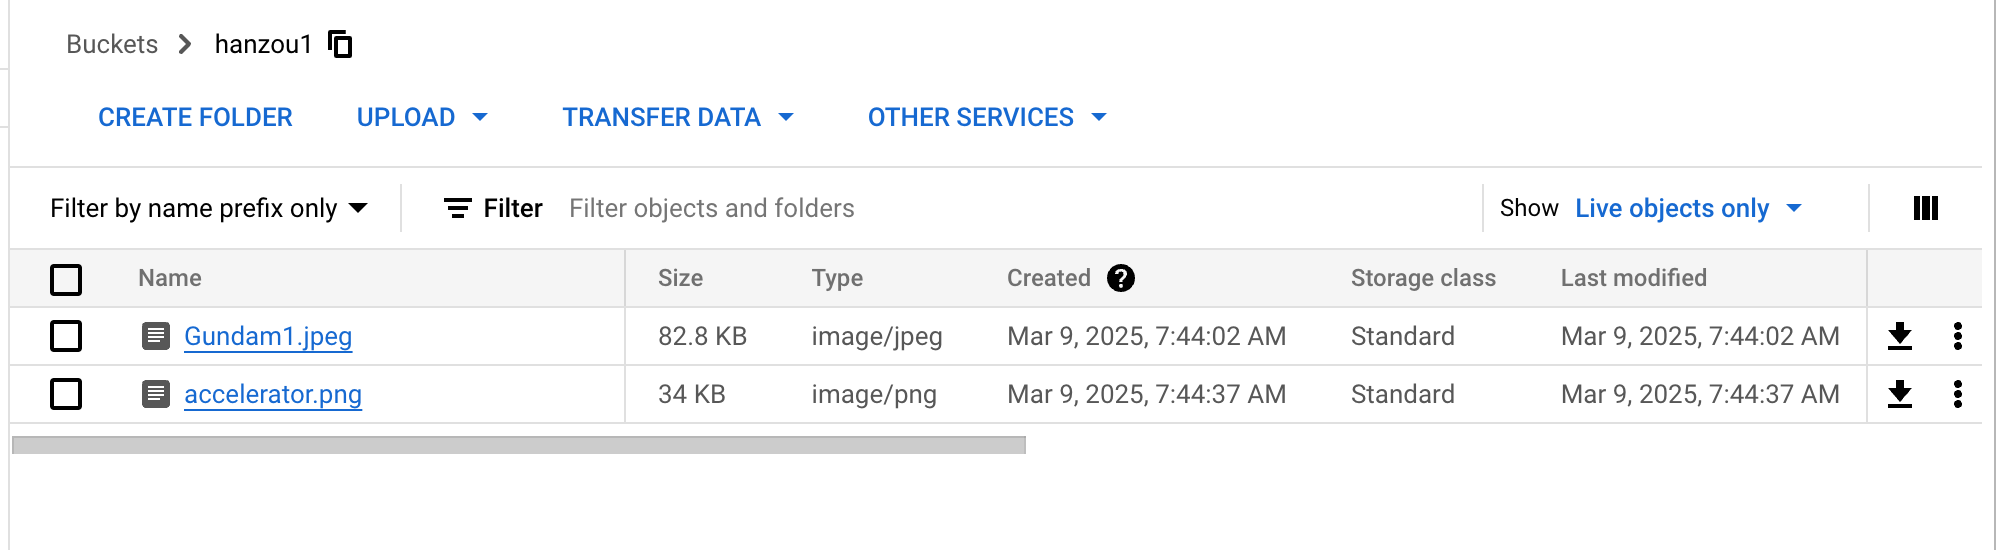 Buckets > hanzou1
CREATE FOLDER UPLOAD TRANSFER DATA OTHER SERVICES
Filter by name prefix only Filter Filter objects and folders Show Live objects only
Name Size Type Created ? Storage class Last modified
Gundam1.jpeg 82.8 KB image/jpeg Mar 9, 2025, 7:44:02 AM Standard Mar 9, 2025, 7:44:02 AM
accelerator.png 34 KB image/png Mar 9, 2025, 7:44:37 AM Standard Mar 9, 2025, 7:44:37 AM